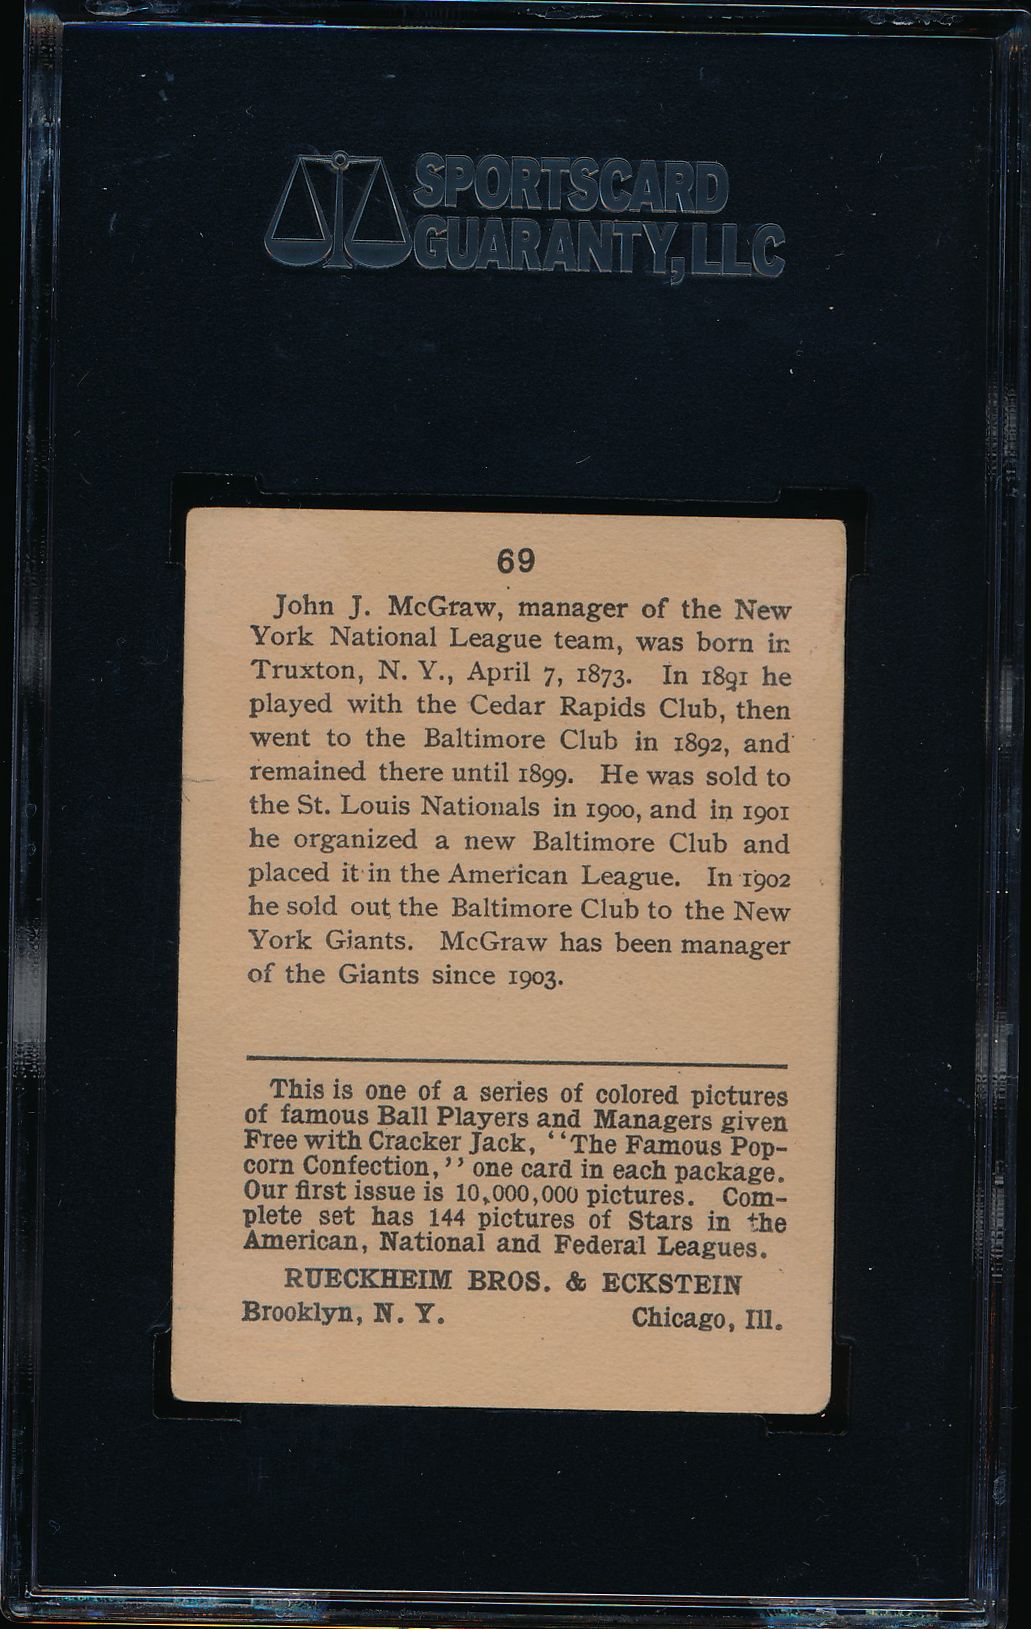 SPORTSCARD
GUARANTY, LLC
69
John J. McGraw, manager of the New
York National League team, was born in
Truxton, N. Y., April 7, 1873. In 1891 he
played with the Cedar Rapids Club, then
went to the Baltimore Club in 1892, and
remained there until 1899. He was sold to
the St. Louis Nationals in 1900, and in 1901
he organized a new Baltimore Club and
placed it in the American League. In 1902
he sold out the Baltimore Club to the New
York Giants. McGraw has been manager
of the Giants since 1903.
This is one of a series of colored pictures
of famous Ball Players and Managers given
Free with Cracker Jack, “The Famous Pop-
corn Confection,” one card in each package.
Our first issue is 10,000,000 pictures. Com-
plete set has 144 pictures of Stars in the
American, National and Federal Leagues.
RUECKHEIM BROS. & ECKSTEIN
Brooklyn, N. Y. Chicago, Ill.